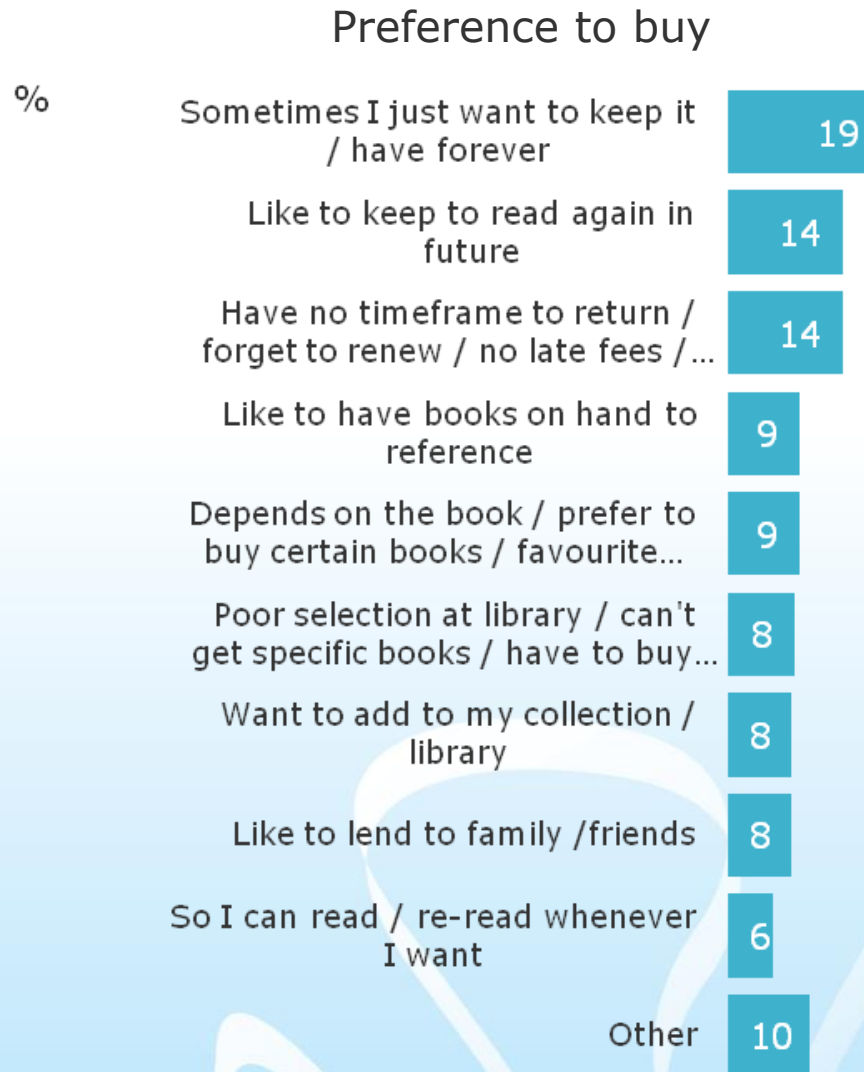 Preference to buy
%
Sometimes I just want to keep it
/ have forever
19
Like to keep to read again in
future
14
Have no timeframe to return /
forget to renew / no late fees /...
14
Like to have books on hand to
reference
9
Depends on the book / prefer to
buy certain books / favourite...
9
Poor selection at library / can't
get specific books / have to buy...
8
Want to add to my collection /
library
8
Like to lend to family /friends
8
So I can read / re-read whenever
I want
6
Other
10